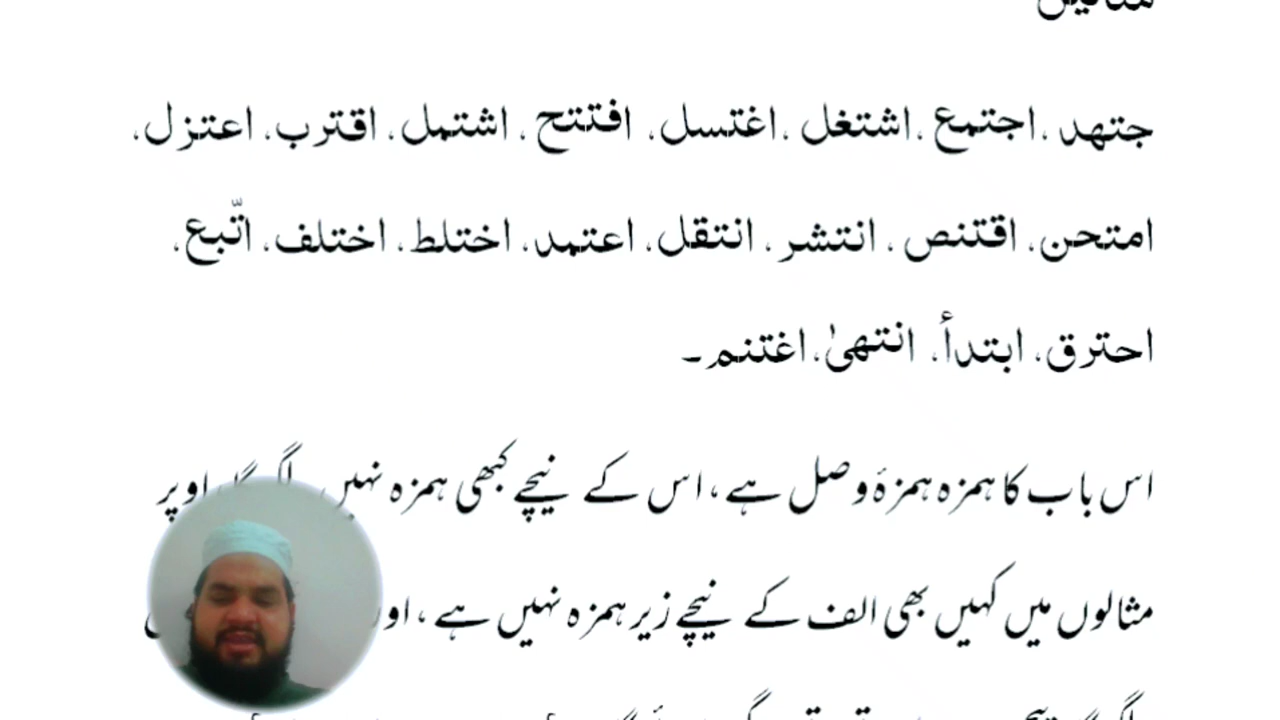 مثالیں
جتهد ،اجتمع ،اشتغل ،اغتسل، افتتح ،اشتمل ،اقترب، اعتزل،
امتحن، اقتنص ،انتشر ، انتقل، اعتمد، اختلط، اختلف، اتّبع،
احترق، ابتدأ، انتهىٰ،اغتنم ۔
اس باب کا ہمزہ ہمزۂ وصل ہے ، اس کے نیچے کبھی ہمزہ نہیں اوپر
مثالوں میں کہیں بھی الف کے نیچے زیر ہمزہ نہیں ہے ، اور